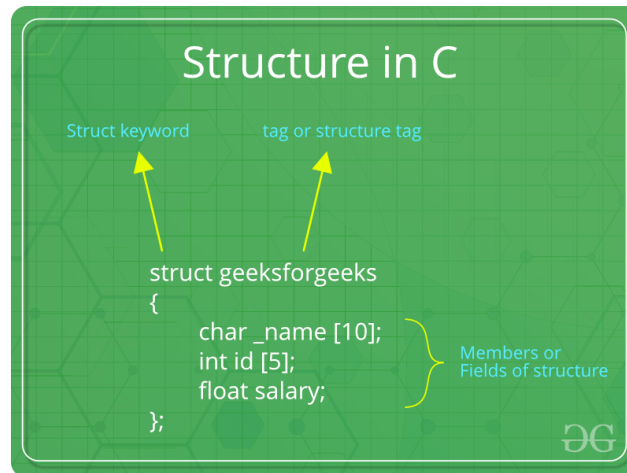 Structure in C
Struct keyword
tag or structure tag
struct geeksforgeeks
{
char _name [10];
int id [5];
float salary;
};
Members or
Fields of structure